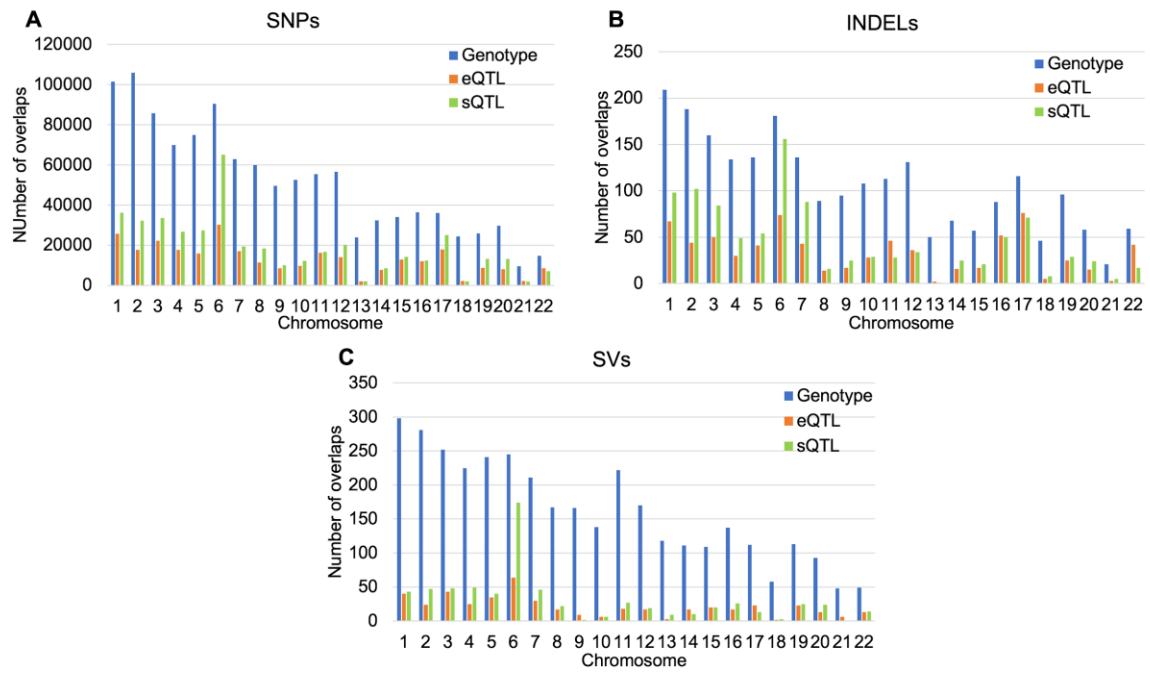 A
SNPs
120000
100000
80000
60000
40000
20000
0
NUmber of overlaps
Genotype
eQTL
sQTL
1 2 3 4 5 6 7 8 9 10 11 12 13 14 15 16 17 18 19 20 21 22
Chromosome
B
INDELs
250
200
150
100
50
0
Number of overlaps
Genotype
eQTL
sQTL
1 2 3 4 5 6 7 8 9 10 11 12 13 14 15 16 17 18 19 20 21 22
Chromosome
C
SVs
350
300
250
200
150
100
50
0
Number of overlaps
Genotype
eQTL
sQTL
1 2 3 4 5 6 7 8 9 10 11 12 13 14 15 16 17 18 19 20 21 22
Chromosome